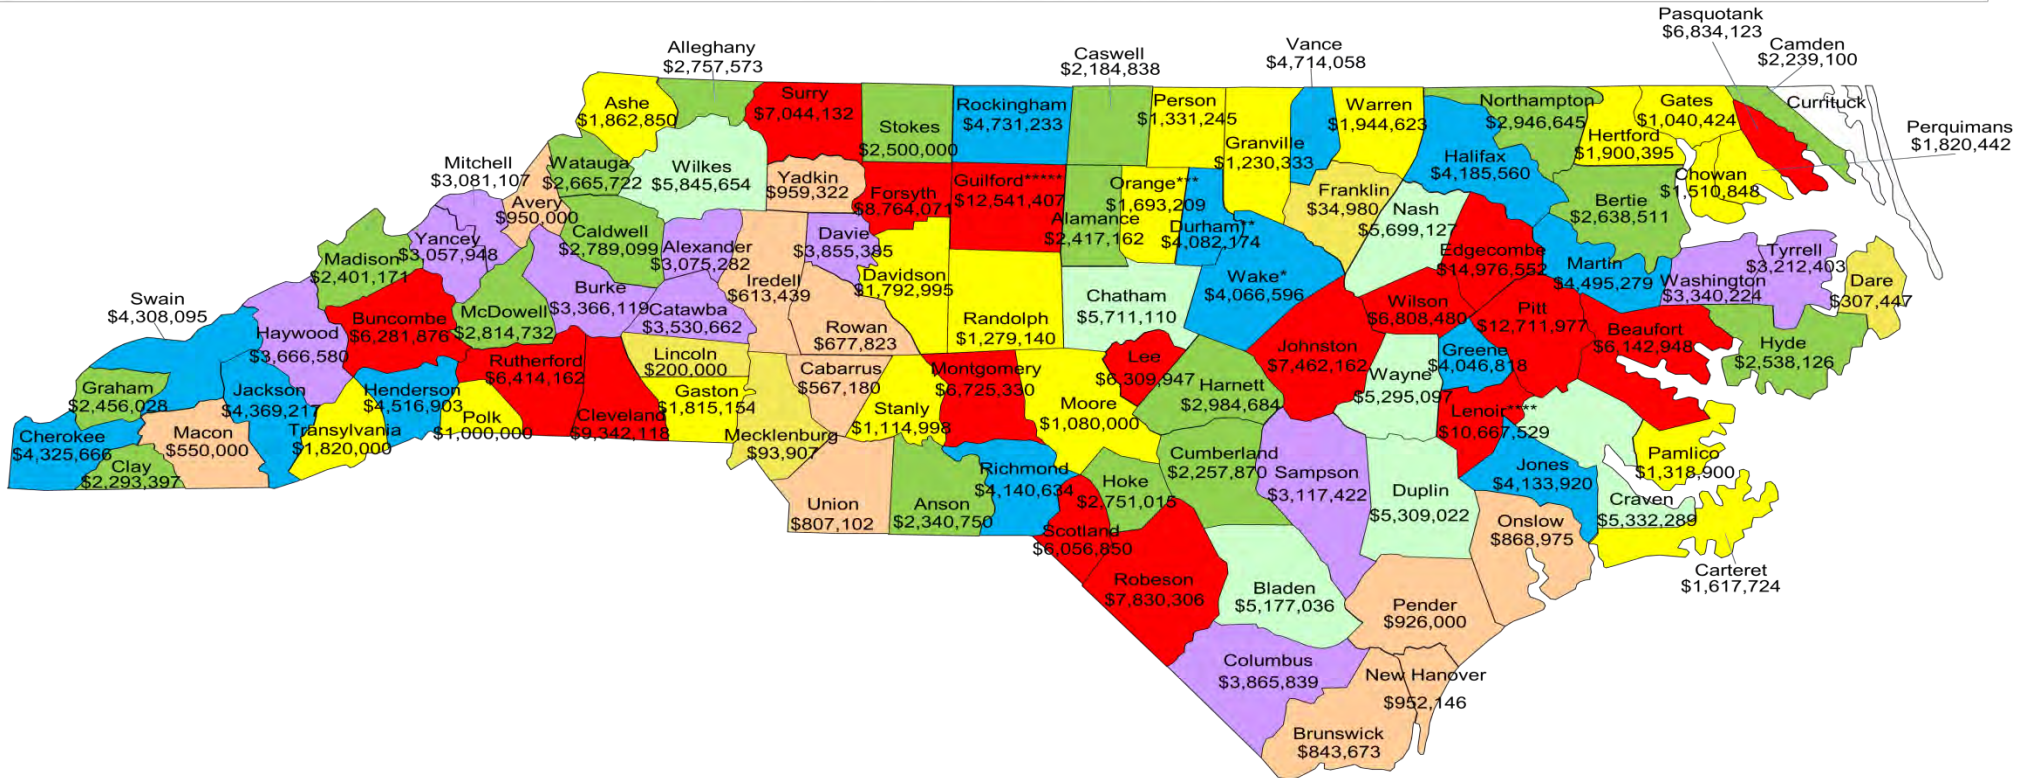 Pasquotank
$6,834,123
Camden
$2,239,100
Currituck
Perquimans
$1,820,442
Vance
$4,714,058
Caswell
$2,184,838
Alleghany
$2,757,573
Ashe
$1,862,850
Surry
$7,044,132
Stokes
$2,500,000
Rockingham
$4,731,233
Person
$1,331,245
Granville
$1,230,333
Warren
$1,944,623
Northampton
$2,946,645
Gates
$1,040,424
Hertford
$1,900,395
Halifax
$4,185,560
Chowan
$1,510,848
Bertie
$2,638,511
Mitchell
$3,081,107
Watauga
$2,665,722
Wilkes
$5,845,654
Yadkin
$959,322
Forsyth
$8,764,071
Guilford*****
$12,541,407
Alamance
$2,417,162
Orange***
$1,693,209
Durham**
$4,082,174
Franklin
$34,980
Nash
$5,699,127
Edgecombe
$14,976,552
Martin
$4,495,279
Washington
$3,340,224
Tyrrell
$3,212,403
Dare
$307,447
Avery
$950,000
Caldwell
$2,789,099
Alexander
$3,075,282
Davie
$3,855,385
Iredell
$613,439
Davidson
$1,792,995
Randolph
$1,279,140
Chatham
$5,711,110
Wake*
$4,066,596
Wilson
$6,808,480
Pitt
$12,711,977
Beaufort
$6,142,948
Hyde
$2,538,126
Yancey
$3,057,948
Madison
$2,401,171
Burke
$3,366,119
Catawba
$3,530,662
Rowan
$677,823
McDowell
$2,814,732
Buncombe
$6,281,876
Haywood
$3,666,580
Swain
$4,308,095
Graham
$2,456,028
Jackson
$4,369,217
Henderson
$4,516,903
Rutherford
$6,414,162
Polk
$1,000,000
Cleveland
$9,342,118
Lincoln
$200,000
Gaston
$1,815,154
Cabarrus
$567,180
Stanly
$1,114,998
Montgomery
$6,725,330
Moore
$1,080,000
Lee
$6,309,947
Harnett
$2,984,684
Johnston
$7,462,162
Wayne
$5,295,097
Greene
$4,046,818
Lenoir****
$10,667,529
Cherokee
$4,325,666
Clay
$2,293,397
Macon
$550,000
Transylvania
$1,820,000
Mecklenburg
$93,907
Union
$807,102
Anson
$2,340,750
Richmond
$4,140,634
Hoke
$2,751,015
Cumberland
$2,257,870
Sampson
$3,117,422
Duplin
$5,309,022
Jones
$4,133,920
Craven
$5,332,289
Pamlico
$1,318,900
Carteret
$1,617,724
Onslow
$868,975
Scotland
$6,056,850
Robeson
$7,830,306
Bladen
$5,177,036
Pender
$926,000
Columbus
$3,865,839
New Hanover
$952,146
Brunswick
$843,673